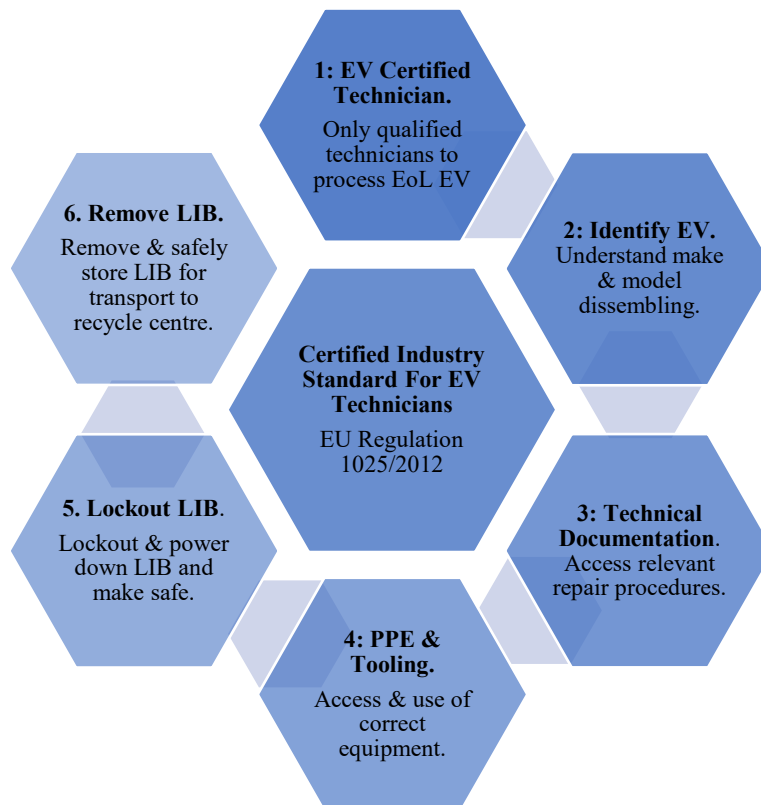 1: EV Certified
Technician.
Only qualified
technicians to
process EoL EV
2: Identify EV.
Understand make
& model
dissembling.
3: Technical
Documentation.
Access relevant
repair procedures.
4: PPE &
Tooling.
Access & use of
correct
equipment.
5. Lockout LIB.
Lockout & power
down LIB and
make safe.
6. Remove LIB.
Remove & safely
store LIB for
transport to
recycle centre.
Certified Industry
Standard For EV
Technicians
EU Regulation
1025/2012